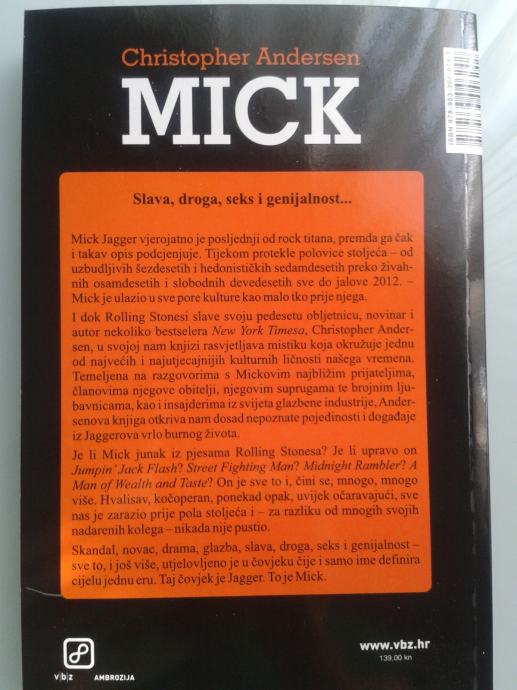 Christopher Andersen
MICK
Slava, droga, seks i genijalnost...
Mick Jagger vjerojatno je posljednji od rock titana, premda ga čak
i takav opis podcjenjuje. Tijekom protekle polovice stoljeća – od
uzbudljivih šezdesetih i hedonističkih sedamdesetih preko živah-
nih osamdesetih i slobodnih devedesetih sve do jalove 2012. –
Mick je ulazio u sve pore kulture kao malo tko prije njega.
I dok Rolling Stonesi slave svoju pedesetu obljetnicu, novinar i
autor nekoliko bestselera New York Timesa, Christopher Ander-
sen, u svojoj nam knjizi rasvjetljava mistiku koja okružuje jednu
od najvećih i najutjecajnijih kulturnih ličnosti našega vremena.
Temeljena na razgovorima s Mickovim najbližim prijateljima,
članovima njegove obitelji, njegovim suprugama te brojnim lju-
bavnicama, kao i insajderima iz svijeta glazbene industrije, Ander-
senova knjiga otkriva nam dosad nepoznate pojedinosti i događaje
iz Jaggerova vrlo burnog života.
Je li Mick junak iz pjesama Rolling Stonesa? Je li upravo on
Jumpin' Jack Flash? Street Fighting Man? Midnight Rambler? A
Man of Wealth and Taste? On je sve to i, čini se, mnogo, mnogo
više. Hvalisav, kočoperan, ponekad opak, uvijek očaravajući, sve
nas je zarazio prije pola stoljeća i – za razliku od mnogih svojih
nadarenih kolega – nikada nije pustio.
Skandal, novac, drama, glazba, slava, droga, seks i genijalnost –
sve to, i još više, utjelovljeno je u čovjeku čije i samo ime definira
cijelu jednu eru. Taj čovjek je Jagger. To je Mick.
v|b|z AMBROZIJA
www.vbz.hr
139,00 kn